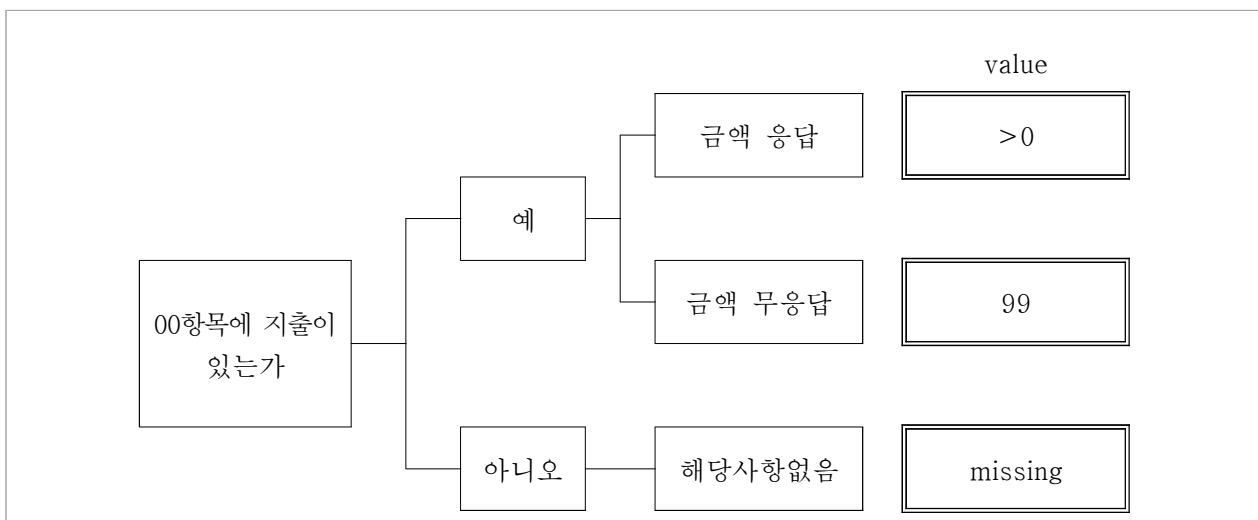 value
금액 응답
>0
예
금액 무응답
99
00항목에 지출이
있는가
아니오
해당사항없음
missing